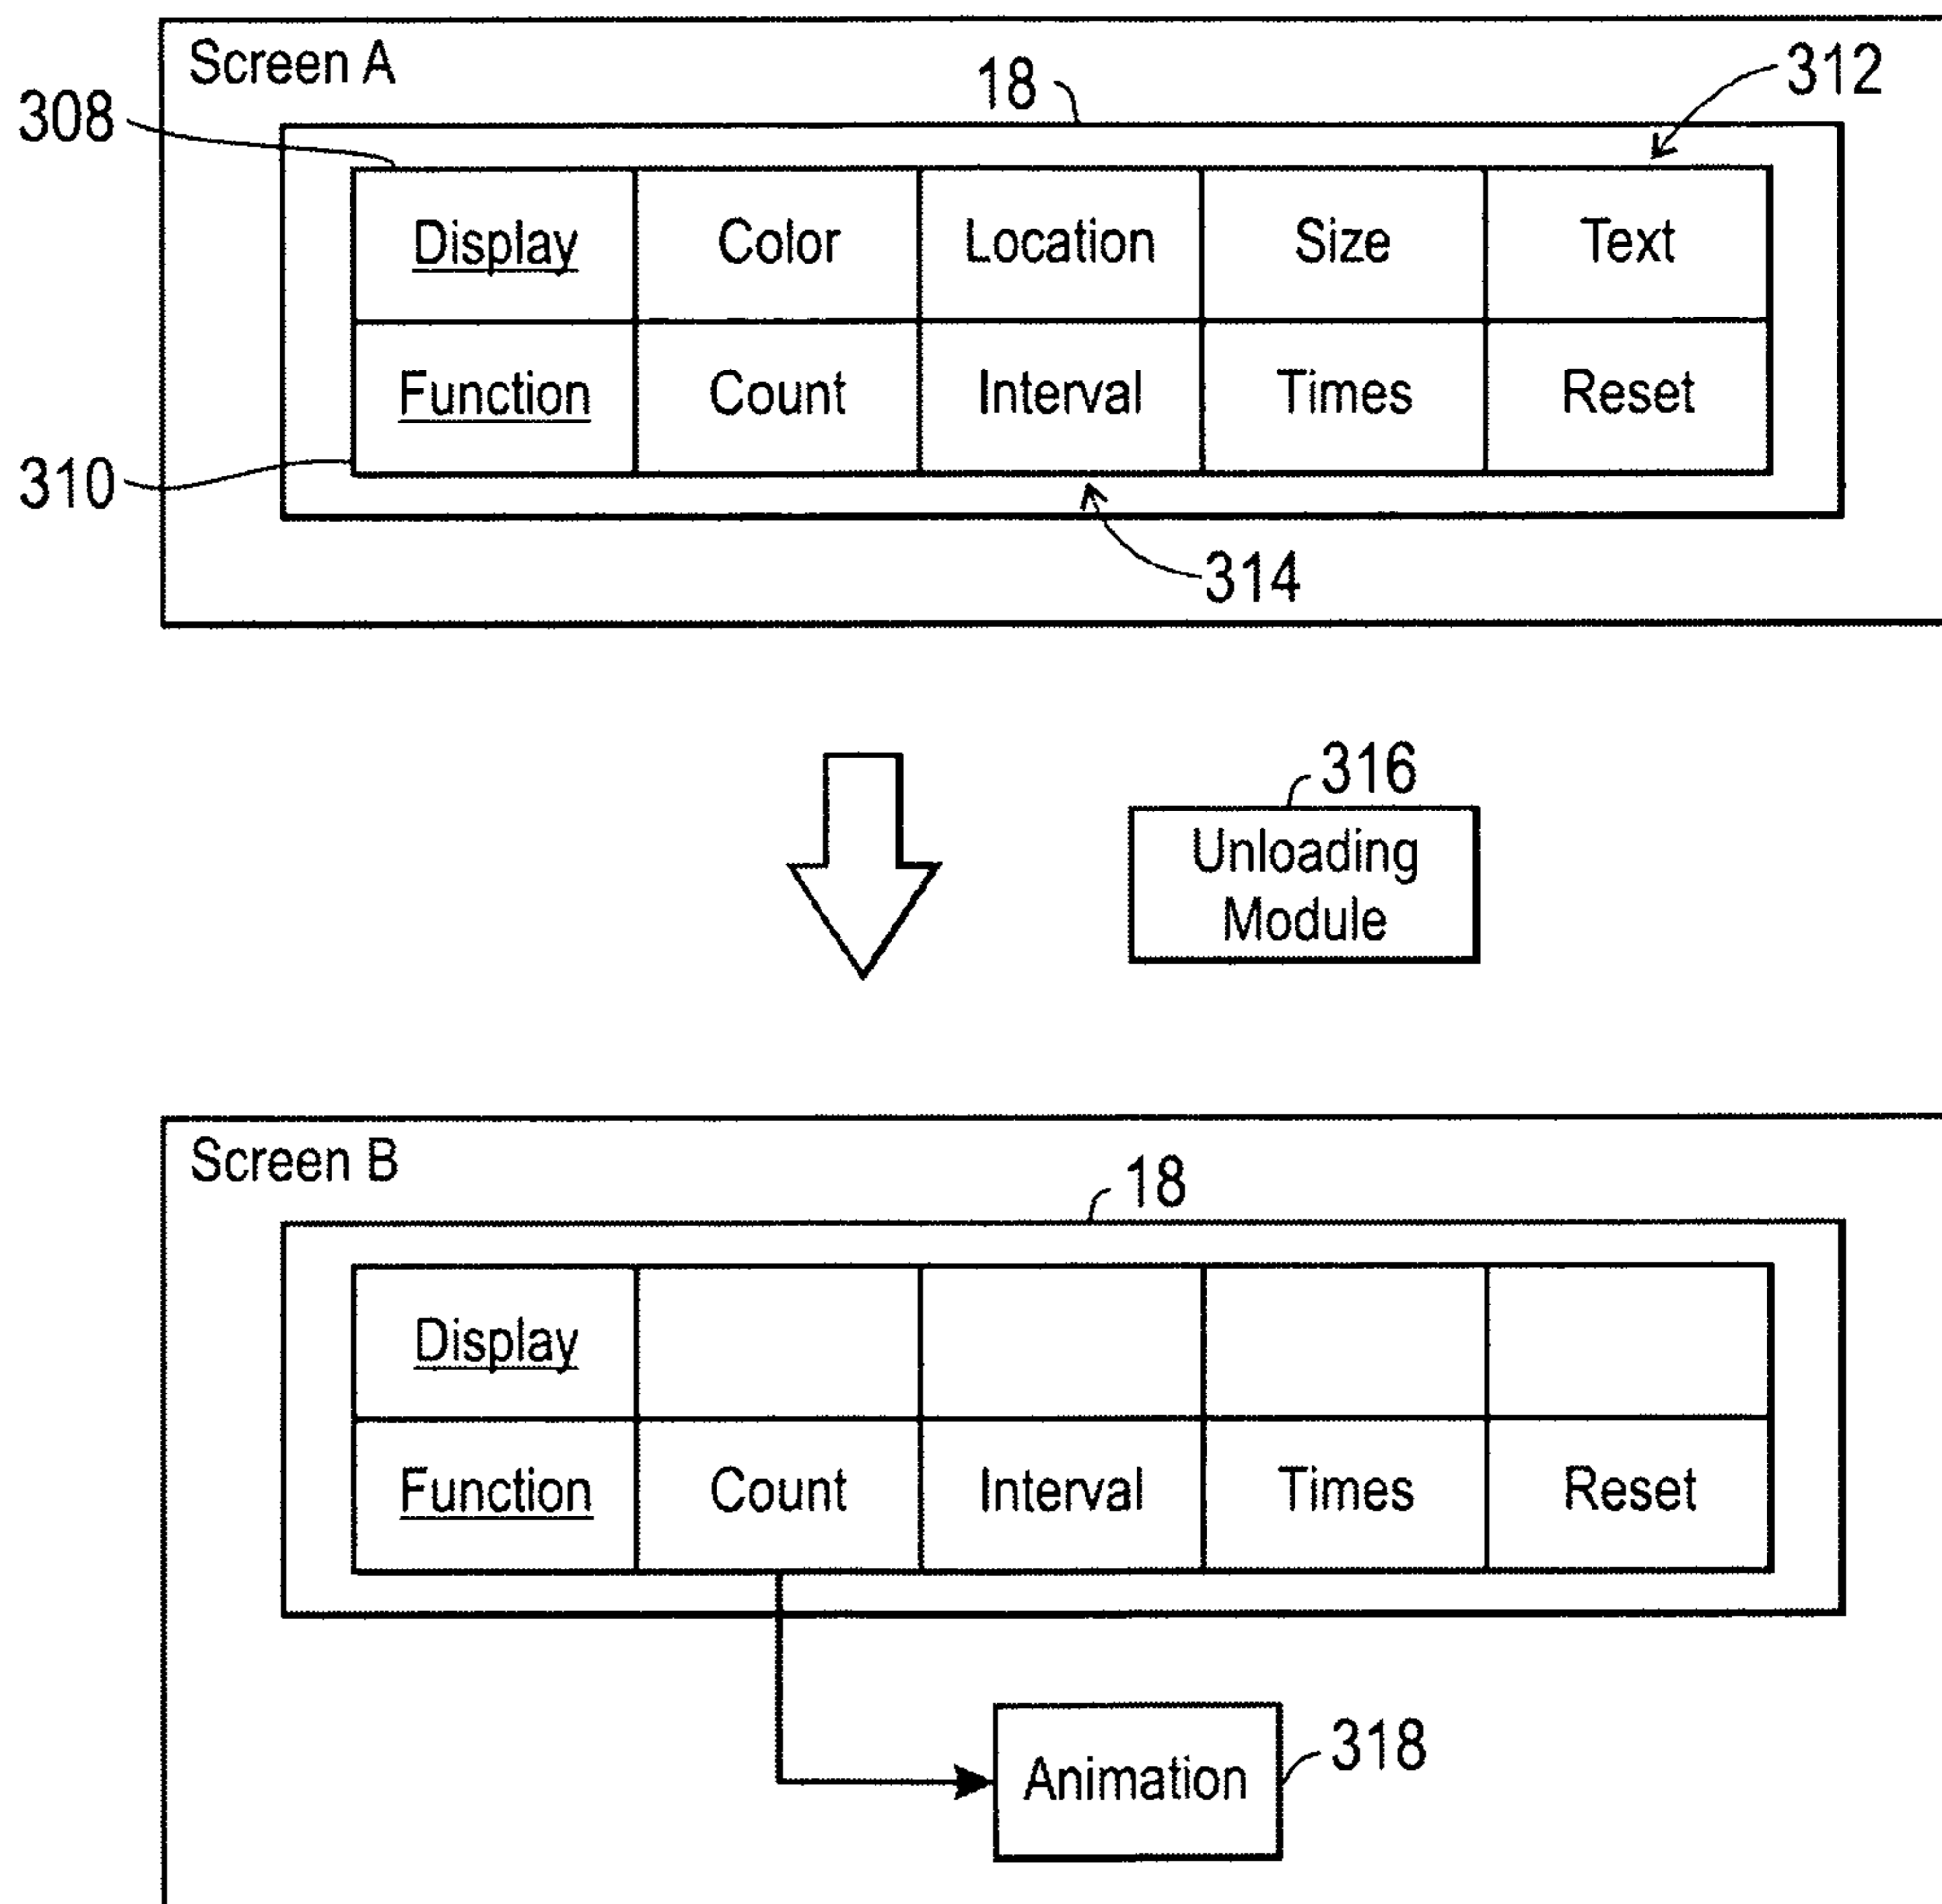 Screen A
18
312
308
Display Color Location Size Text
Function Count Interval Times Reset
310
314
316
Unloading
Module
Screen B
18
Display
Function Count Interval Times Reset
Animation
318